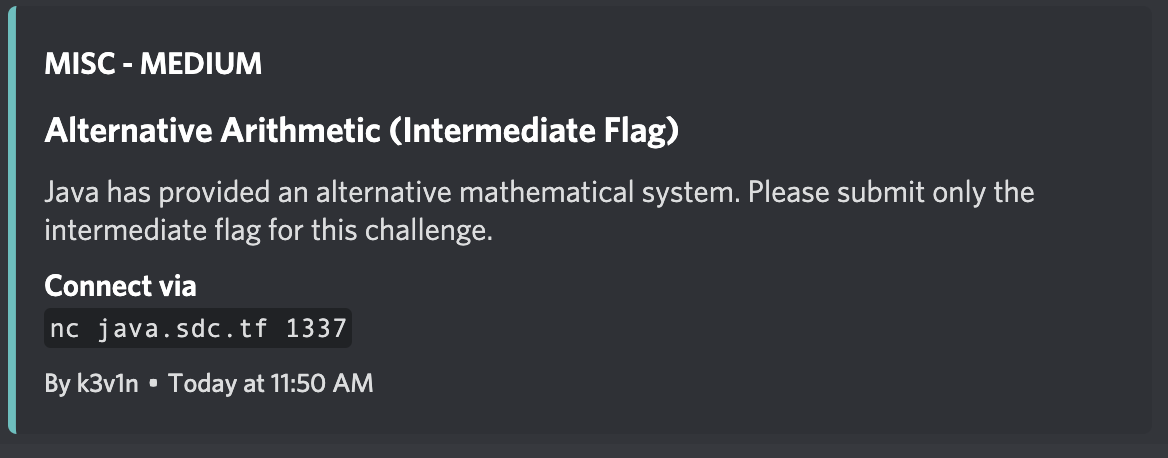 MISC - MEDIUM
Alternative Arithmetic (Intermediate Flag)
Java has provided an alternative mathematical system. Please submit only the
intermediate flag for this challenge.
Connect via
nc java.sdc.tf 1337
By k3v1n • Today at 11:50 AM